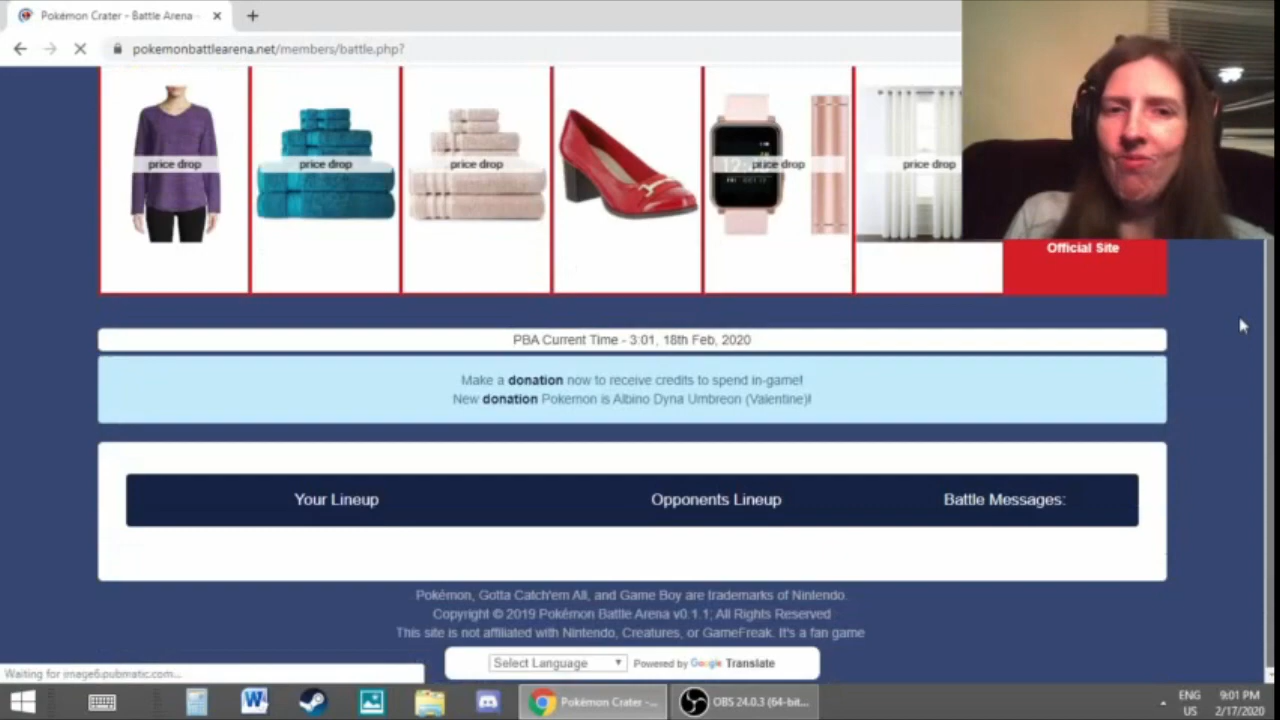 Pokémon Crater - Battle Arena -
pokemonbattlearena.net/members/battle.php?
price drop
price drop
price drop
price drop
price drop
Official Site
PBA Current Time - 3:01, 18th Feb, 2020
Make a donation now to receive credits to spend in-game!
New donation Pokemon is Albino Dyna Umbreon (Valentine)!
Your Lineup
Opponents Lineup
Battle Messages:
Pokémon, Gotta Catch'em All, and Game Boy are trademarks of Nintendo.
Copyright © 2019 Pokémon Battle Arena v0.1.1, All Rights Reserved
This site is not affiliated with Nintendo, Creatures, or GameFreak. It's a fan game
Select Language
Powered by Google Translate
Waiting for image6.pubmatic.com...
Pokémon Crater -...
OBS 24.0.3 (64-bit...
ENG
US
9:01 PM
2/17/2020